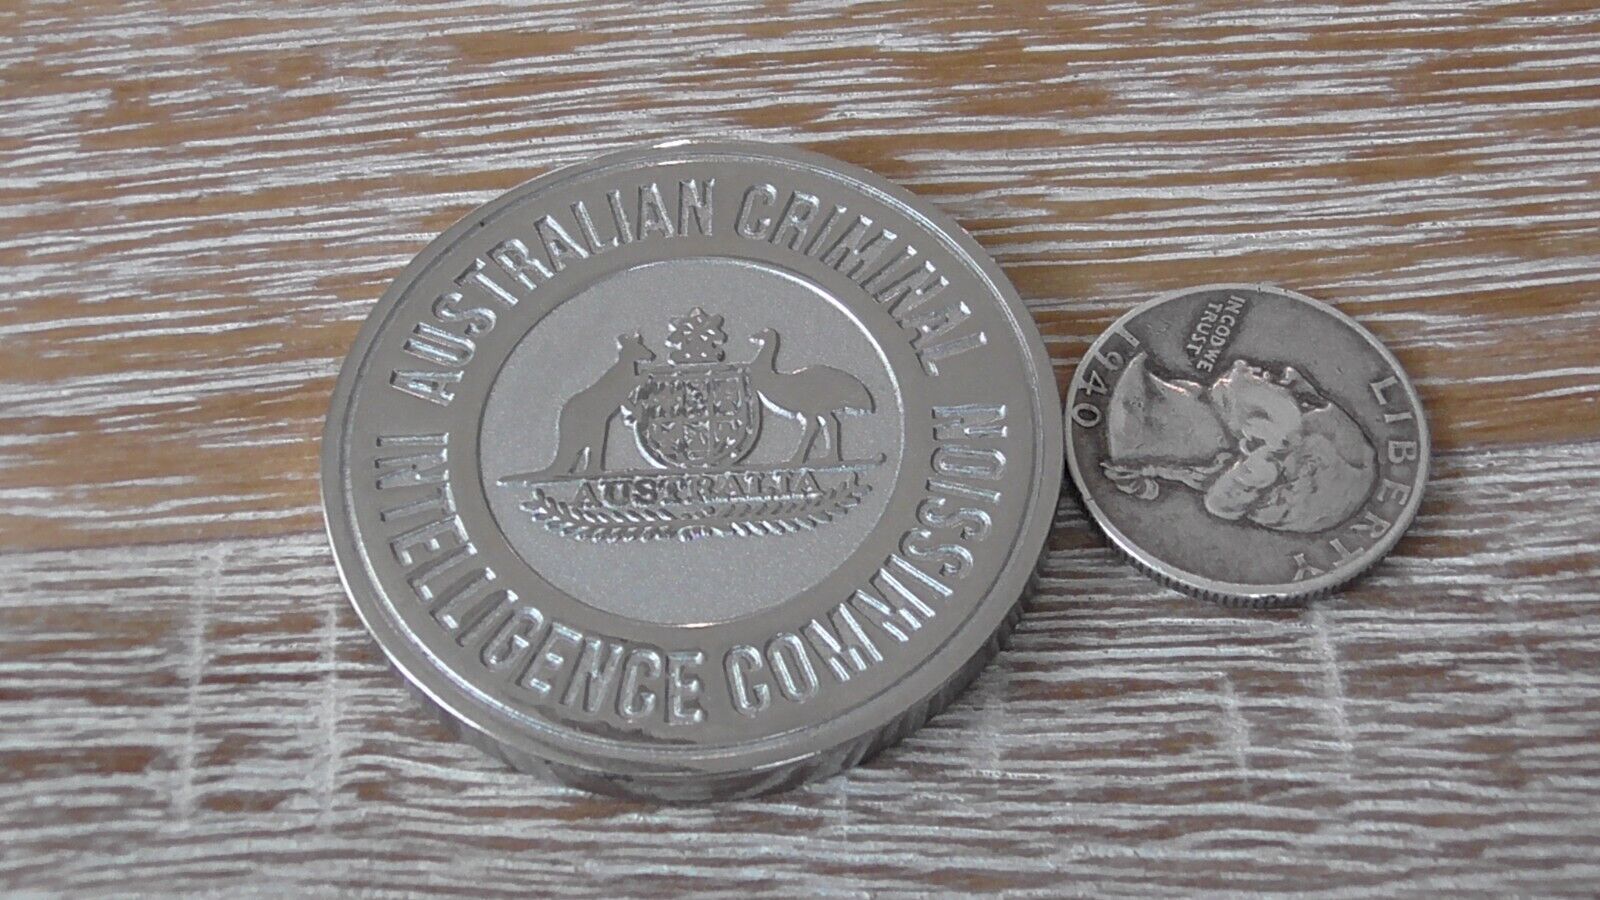 AUSTRALIAN CRIMINAL
INTELLIGENCE COMMISSION
AUSTRALIA
LIBERTY
IN GOD WE
TRUST
1940